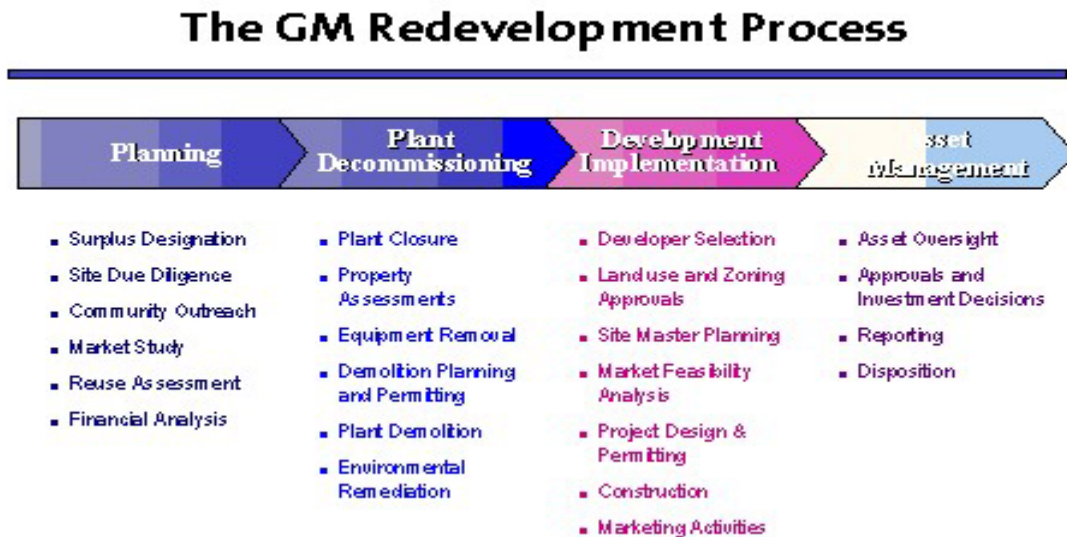 The GM Redevelopment Process
Planning
Plant
Decommissioning
Development
Implementation
Asset
Management
Surplus Designation
Site Due Diligence
Community Outreach
Market Study
Reuse Assessment
Financial Analysis
Plant Closure
Property
Assessments
Equipment Removal
Demolition Planning
and Permitting
Plant Demolition
Environmental
Remediation
Developer Selection
Land use and Zoning
Approvals
Site Master Planning
Market Feasibility
Analysis
Project Design &
Permitting
Construction
Marketing Activities
Asset Oversight
Approvals and
Investment Decisions
Reporting
Disposition